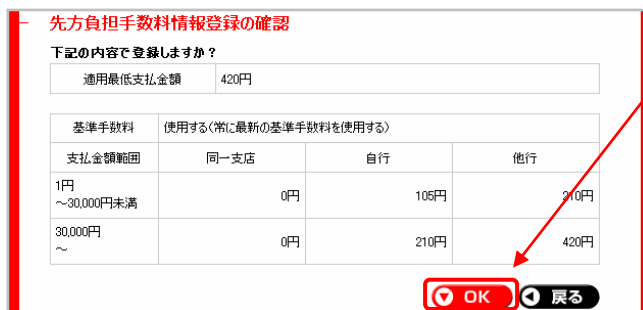 先方負担手数料情報登録の確認
下記の内容で登録しますか？
適用最低支払金額 420円
基準手数料 使用する(常に最新の基準手数料を使用する)
支払金額範囲 同一支店 自行 他行
1円
～30,000円未満 0円 105円 210円
30,000円
～ 0円 210円 420円
OK 戻る